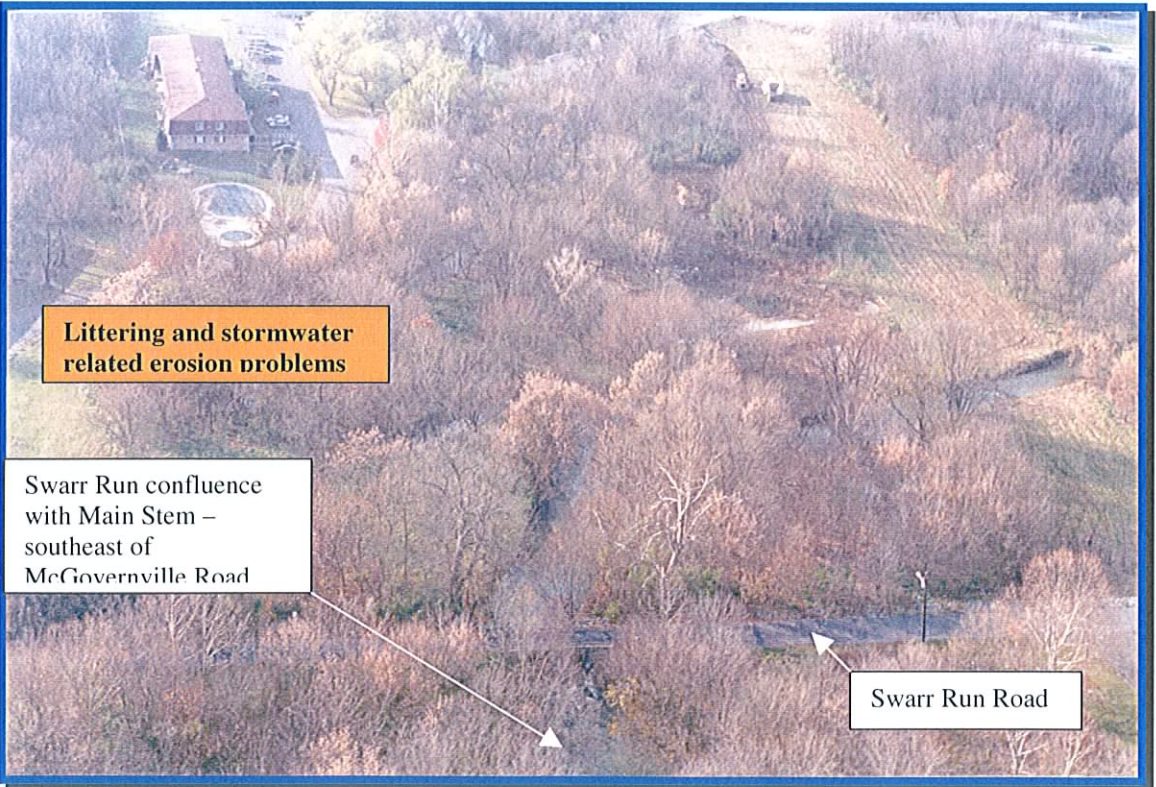 Littering and stormwater
related erosion problems
Swarr Run confluence
with Main Stem –
southeast of
McGovernville Road
Swarr Run Road